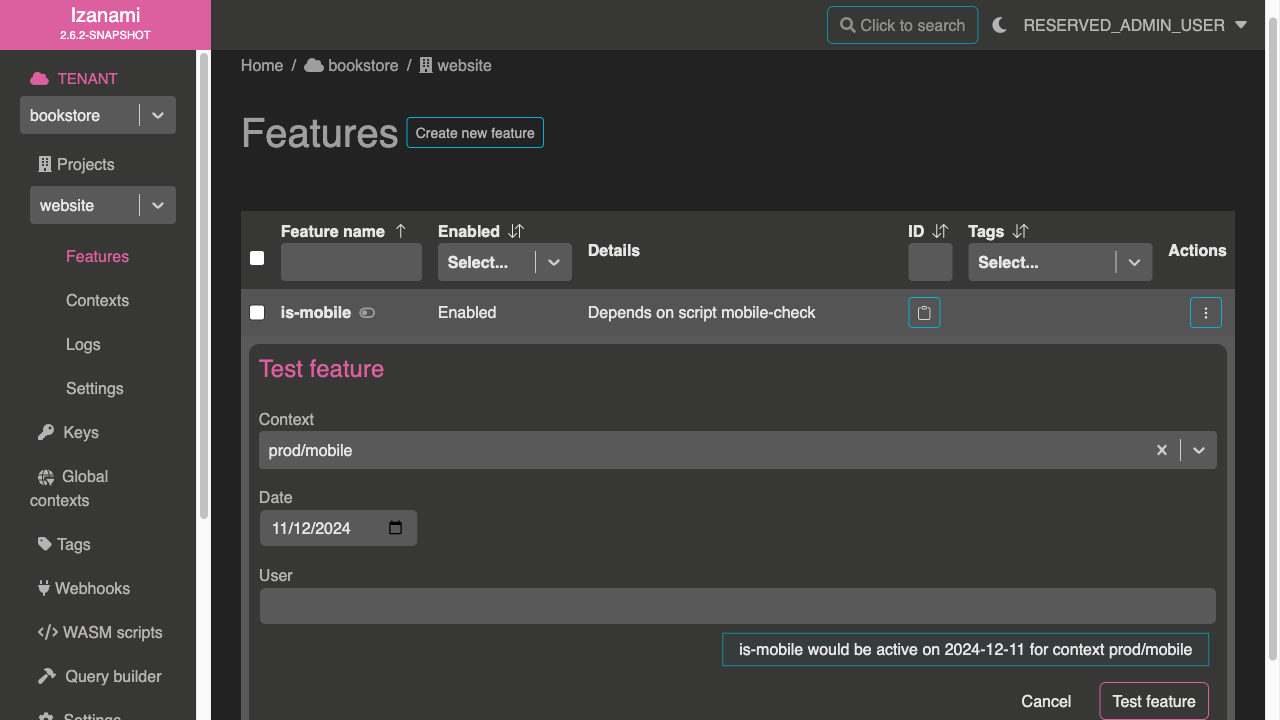 Izanami
2.6.2-SNAPSHOT
Click to search
RESERVED_ADMIN_USER
TENANT
bookstore
Projects
website
Features
Contexts
Logs
Settings
Keys
Global
contexts
Tags
Webhooks
WASM scripts
Query builder
Settings
Home / bookstore / website
Features
Create new feature
Feature name Enabled Details ID Tags Actions
Select... Select...
is-mobile Enabled Depends on script mobile-check
Test feature
Context
prod/mobile
Date
11/12/2024
User
is-mobile would be active on 2024-12-11 for context prod/mobile
Cancel Test feature